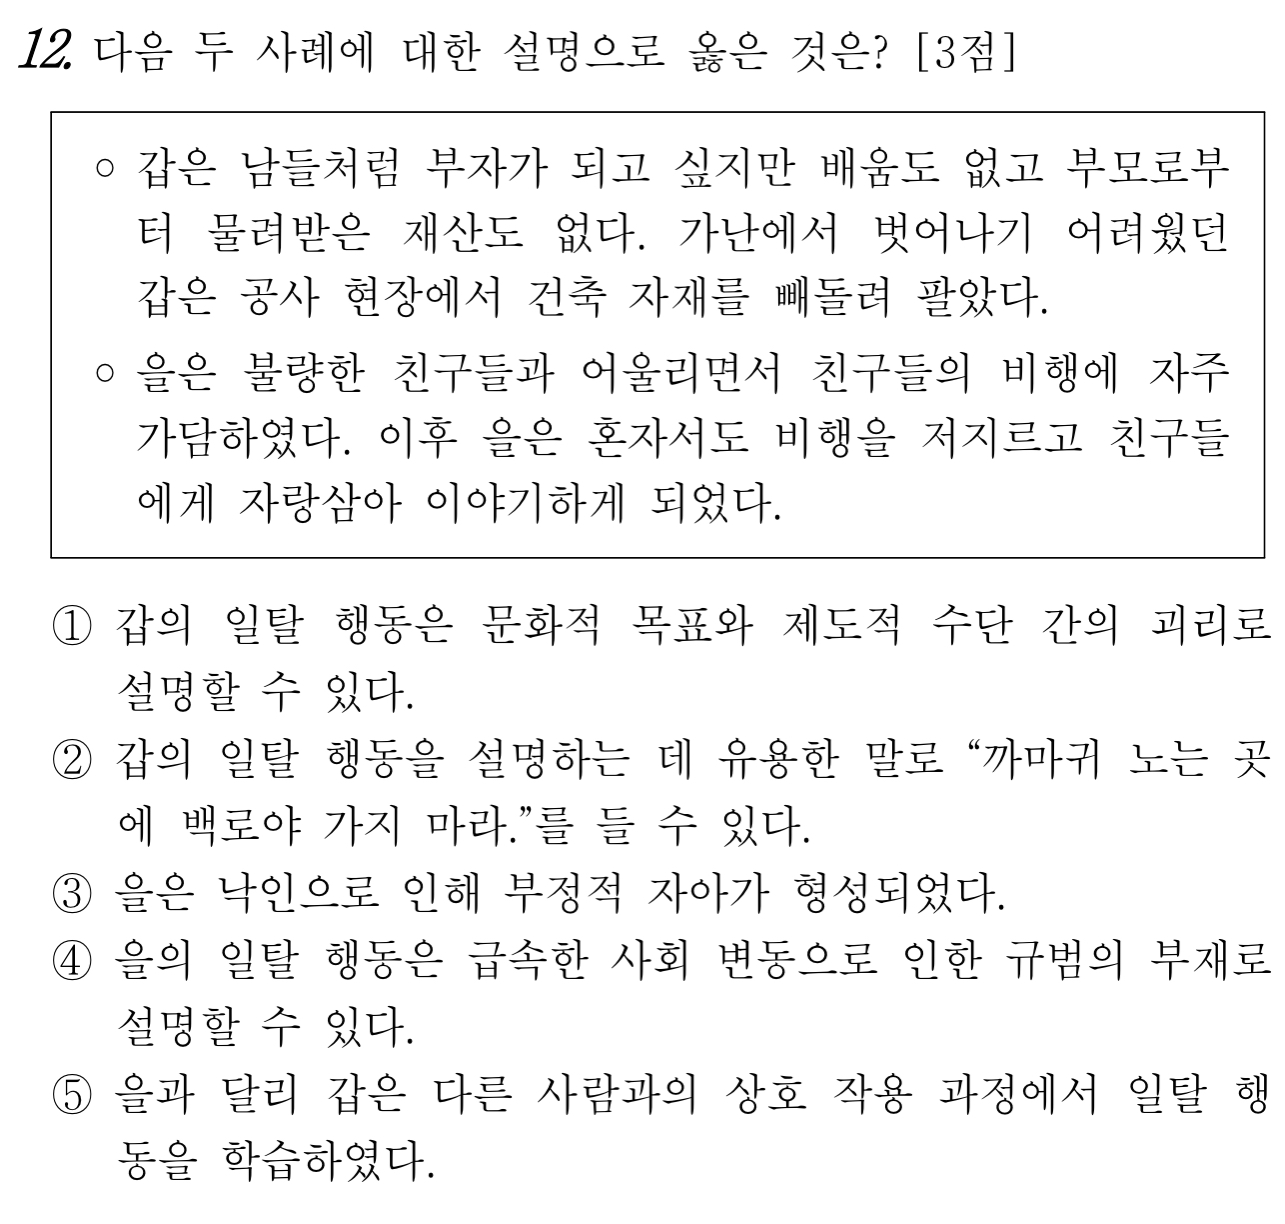 12. 다음 두 사례에 대한 설명으로 옳은 것은? [3점]
○ 갑은 남들처럼 부자가 되고 싶지만 배움도 없고 부모로부
터 물려받은 재산도 없다. 가난에서 벗어나기 어려웠던
갑은 공사 현장에서 건축 자재를 빼돌려 팔았다.
○ 을은 불량한 친구들과 어울리면서 친구들의 비행에 자주
가담하였다. 이후 을은 혼자서도 비행을 저지르고 친구들
에게 자랑삼아 이야기하게 되었다.
① 갑의 일탈 행동은 문화적 목표와 제도적 수단 간의 괴리로
설명할 수 있다.
② 갑의 일탈 행동을 설명하는 데 유용한 말로 “까마귀 노는 곳
에 백로야 가지 마라.”를 들 수 있다.
③ 을은 낙인으로 인해 부정적 자아가 형성되었다.
④ 을의 일탈 행동은 급속한 사회 변동으로 인한 규범의 부재로
설명할 수 있다.
⑤ 을과 달리 갑은 다른 사람과의 상호 작용 과정에서 일탈 행
동을 학습하였다.